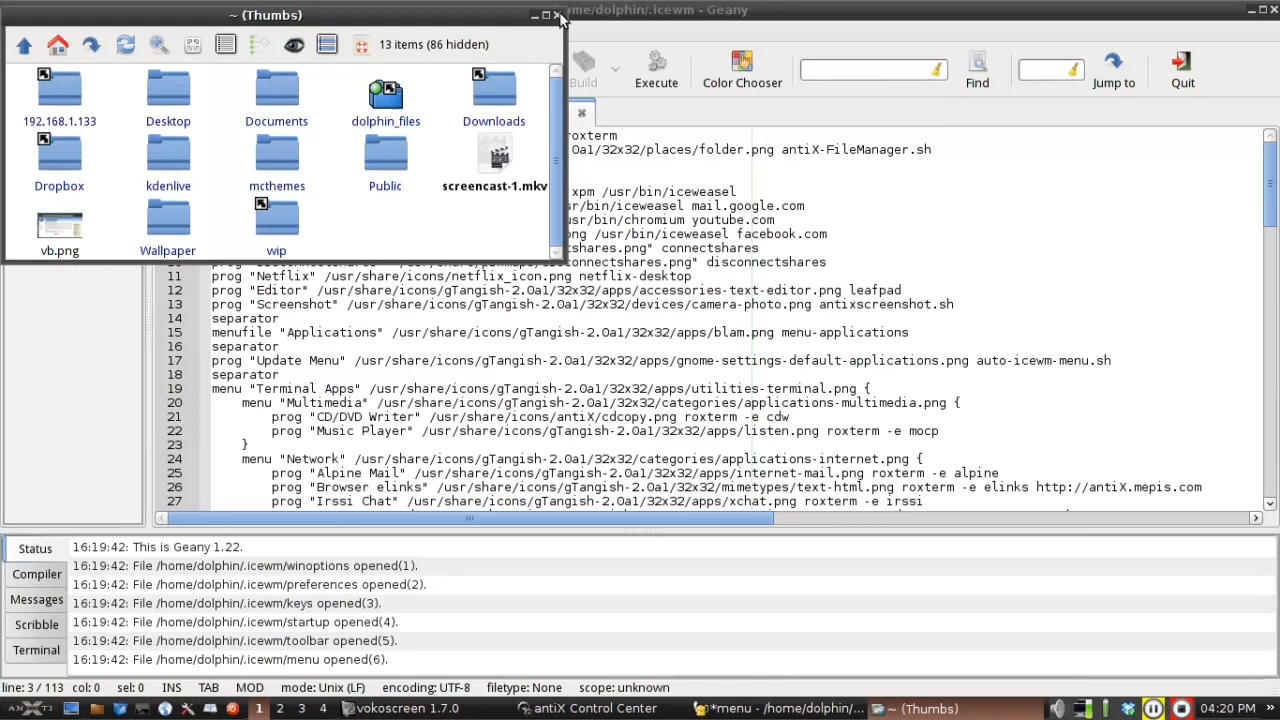 ~ (Thumbs)
ome/dolphin/.icewm - Geany
13 items (86 hidden)
192.168.1.133
Desktop
Documents
dolphin_files
Downloads
Dropbox
kdenlive
mcthemes
Public
screencast-1.mkv
vb.png
Wallpaper
wip
Build
Execute
Color Chooser
Find
Jump to
Quit
roxterm
0a1/32x32/places/folder.png antiX-FileManager.sh
xpm /usr/bin/iceweasel
sr/bin/iceweasel mail.google.com
usr/bin/chromium youtube.com
ong /usr/bin/iceweasel facebook.com
tshares.png" connectshares
onnectshares.png" disconnectshares
11 prog "Netflix" /usr/share/icons/netflix_icon.png netflix-desktop
12 prog "Editor" /usr/share/icons/gTangish-2.0a1/32x32/apps/accessories-text-editor.png leafpad
13 prog "Screenshot" /usr/share/icons/gTangish-2.0a1/32x32/devices/camera-photo.png antixscreenshot.sh
14 separator
15 menufile "Applications" /usr/share/icons/gTangish-2.0a1/32x32/apps/blam.png menu-applications
16 separator
17 prog "Update Menu" /usr/share/icons/gTangish-2.0a1/32x32/apps/gnome-settings-default-applications.png auto-icewm-menu.sh
18 separator
19 menu "Terminal Apps" /usr/share/icons/gTangish-2.0a1/32x32/apps/utilities-terminal.png {
20 menu "Multimedia" /usr/share/icons/gTangish-2.0a1/32x32/categories/applications-multimedia.png {
21 prog "CD/DVD Writer" /usr/share/icons/antiX/cdcopy.png roxterm -e cdw
22 prog "Music Player" /usr/share/icons/gTangish-2.0a1/32x32/apps/listen.png roxterm -e mocp
23 }
24 menu "Network" /usr/share/icons/gTangish-2.0a1/32x32/categories/applications-internet.png {
25 prog "Alpine Mail" /usr/share/icons/gTangish-2.0a1/32x32/apps/internet-mail.png roxterm -e alpine
26 prog "Browser elinks" /usr/share/icons/gTangish-2.0a1/32x32/mimetypes/text-html.png roxterm -e elinks http://antiX.mepis.com
27 prog "Irssi Chat" /usr/share/icons/gTangish-2.0a1/32x32/apps/xchat.png roxterm -e irssi
Status
Compiler
Messages
Scribble
Terminal
16:19:42: This is Geany 1.22.
16:19:42: File /home/dolphin/.icewm/winoptions opened(1).
16:19:42: File /home/dolphin/.icewm/preferences opened(2).
16:19:42: File /home/dolphin/.icewm/keys opened(3).
16:19:42: File /home/dolphin/.icewm/startup opened(4).
16:19:42: File /home/dolphin/.icewm/toolbar opened(5).
16:19:42: File /home/dolphin/.icewm/menu opened(6).
line: 3 / 113 col: 0 sel: 0 INS TAB MOD mode: Unix (LF) encoding: UTF-8 filetype: None scope: unknown
1 2 3 4 vokoscreen 1.7.0 antiX Control Center *menu - /home/dolphin/... ~ (Thumbs) 04:20 PM